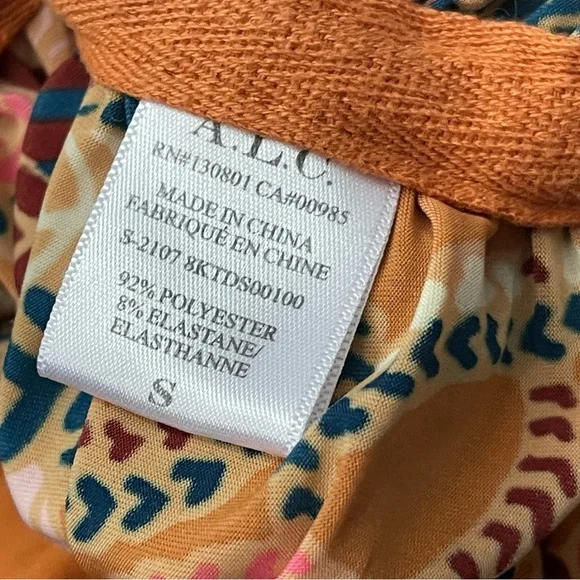 A.L.C.
RN#130801 CA#00985
MADE IN CHINA
FABRIQUÉ EN CHINE
S-2107 8KTDS00100
92% POLYESTER
8% ELASTANE/
ELASTHANNE
S